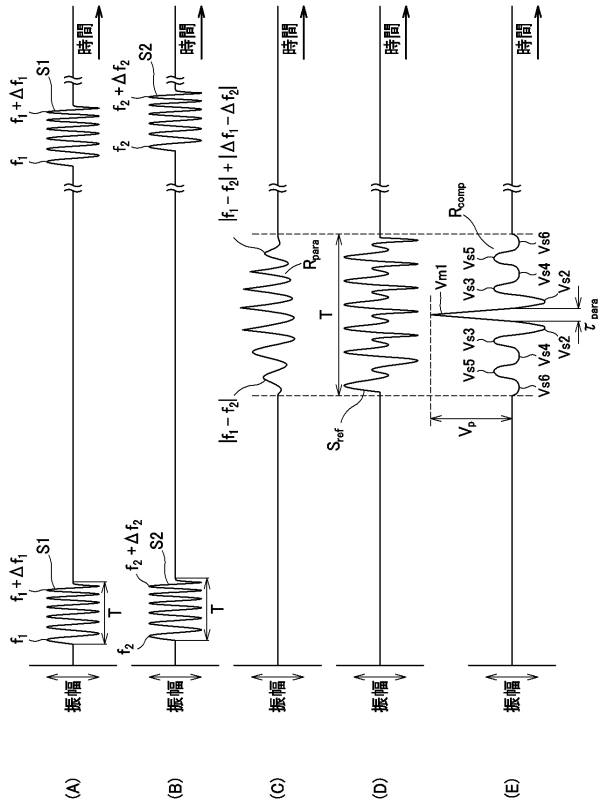 (A)
振幅
f₁
f₁ + Δf₁
S1
T
f₁
f₁ + Δf₁
S1
時間
(B)
振幅
f₂
f₂ + Δf₂
S2
T
f₂
f₂ + Δf₂
S2
時間
(C)
振幅
|f₁ − f₂|
|f₁ − f₂| + |Δf₁ − Δf₂|
Rpara
T
時間
(D)
振幅
Sref
時間
(E)
振幅
Vp
Vm1
Rcomp
Vs6
Vs5
Vs4
Vs3
Vs2
Vs2
Vs3
Vs4
Vs5
Vs6
τpara
時間